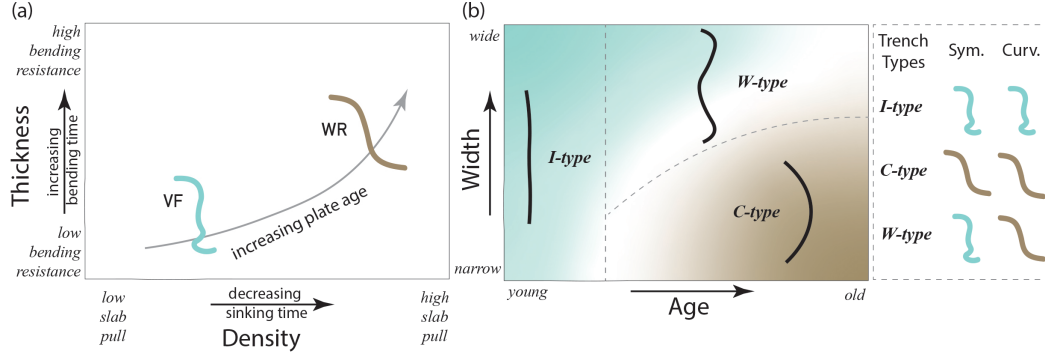 (a)
high
bending
resistance
Thickness
increasing
bending time
low
bending
resistance
WR
VF
increasing plate age
low
slab
pull
decreasing
sinking time
Density
high
slab
pull
(b)
wide
Width
narrow
W-type
I-type
C-type
young
Age
old
Trench
Types
Sym.
Curv.
I-type
C-type
W-type